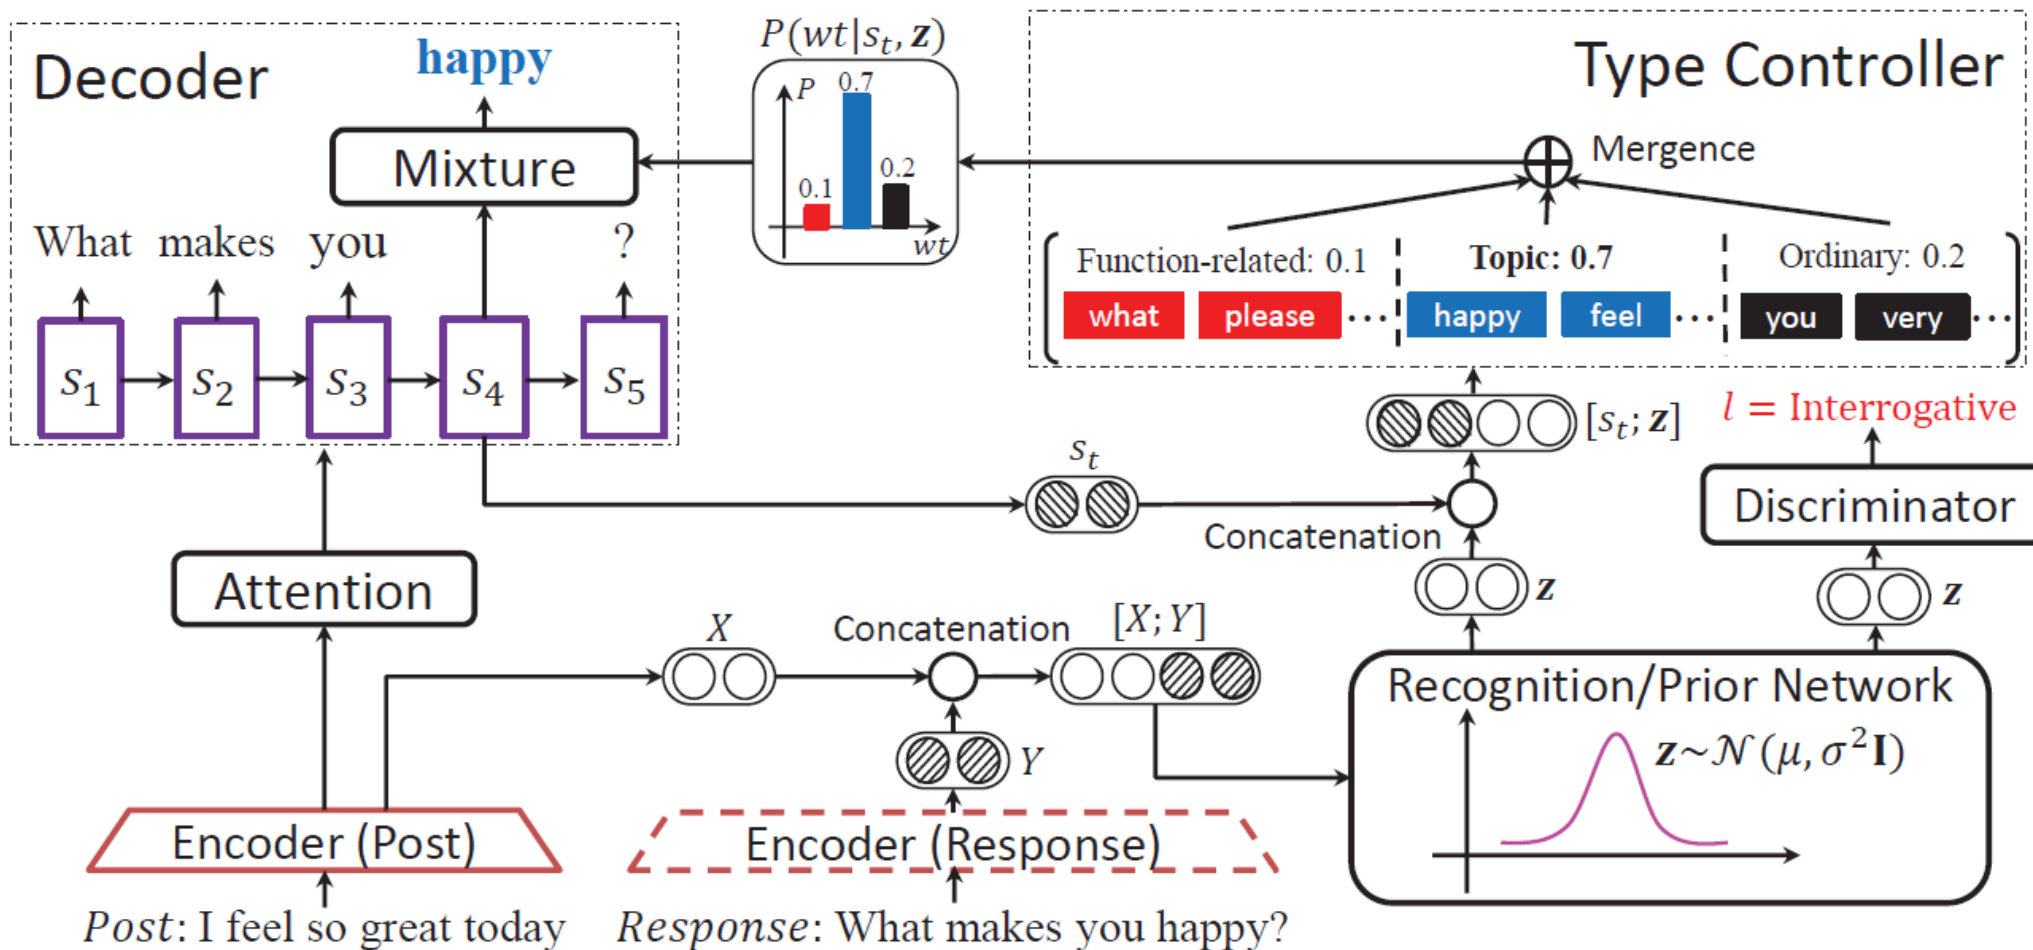 Decoder
happy
Mixture
What makes you ?
s₁ s₂ s₃ s₄ s₅
P(wt|sₜ, z)
P
0.7
0.1
0.2
wt
Type Controller
Mergence
Function-related: 0.1
Topic: 0.7
Ordinary: 0.2
what please ··· happy feel ··· you very ···
[sₜ; z]
l = Interrogative
sₜ
Concatenation
Discriminator
z
z
Attention
X
Concatenation
[X; Y]
Y
Recognition/Prior Network
z~𝒩(μ, σ²I)
Encoder (Post)
Encoder (Response)
Post: I feel so great today
Response: What makes you happy?